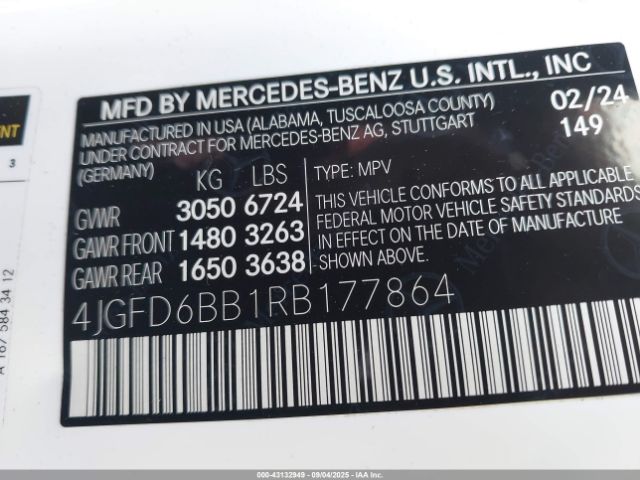 MFD BY MERCEDES-BENZ U.S. INTL., INC
MANUFACTURED IN USA (ALABAMA, TUSCALOOSA COUNTY) 02/24
UNDER CONTRACT FOR MERCEDES-BENZ AG, STUTTGART 149
(GERMANY)
KG LBS
GVWR 3050 6724
GAWR FRONT 1480 3263
GAWR REAR 1650 3638
TYPE: MPV
THIS VEHICLE CONFORMS TO ALL APPLICABLE
FEDERAL MOTOR VEHICLE SAFETY STANDARDS
IN EFFECT ON THE DATE OF MANUFACTURE
SHOWN ABOVE.
4JGFD6BB1RB177864
3
A 167 584 34 12
000-43132949 - 09/04/2025 - IAAI.COM